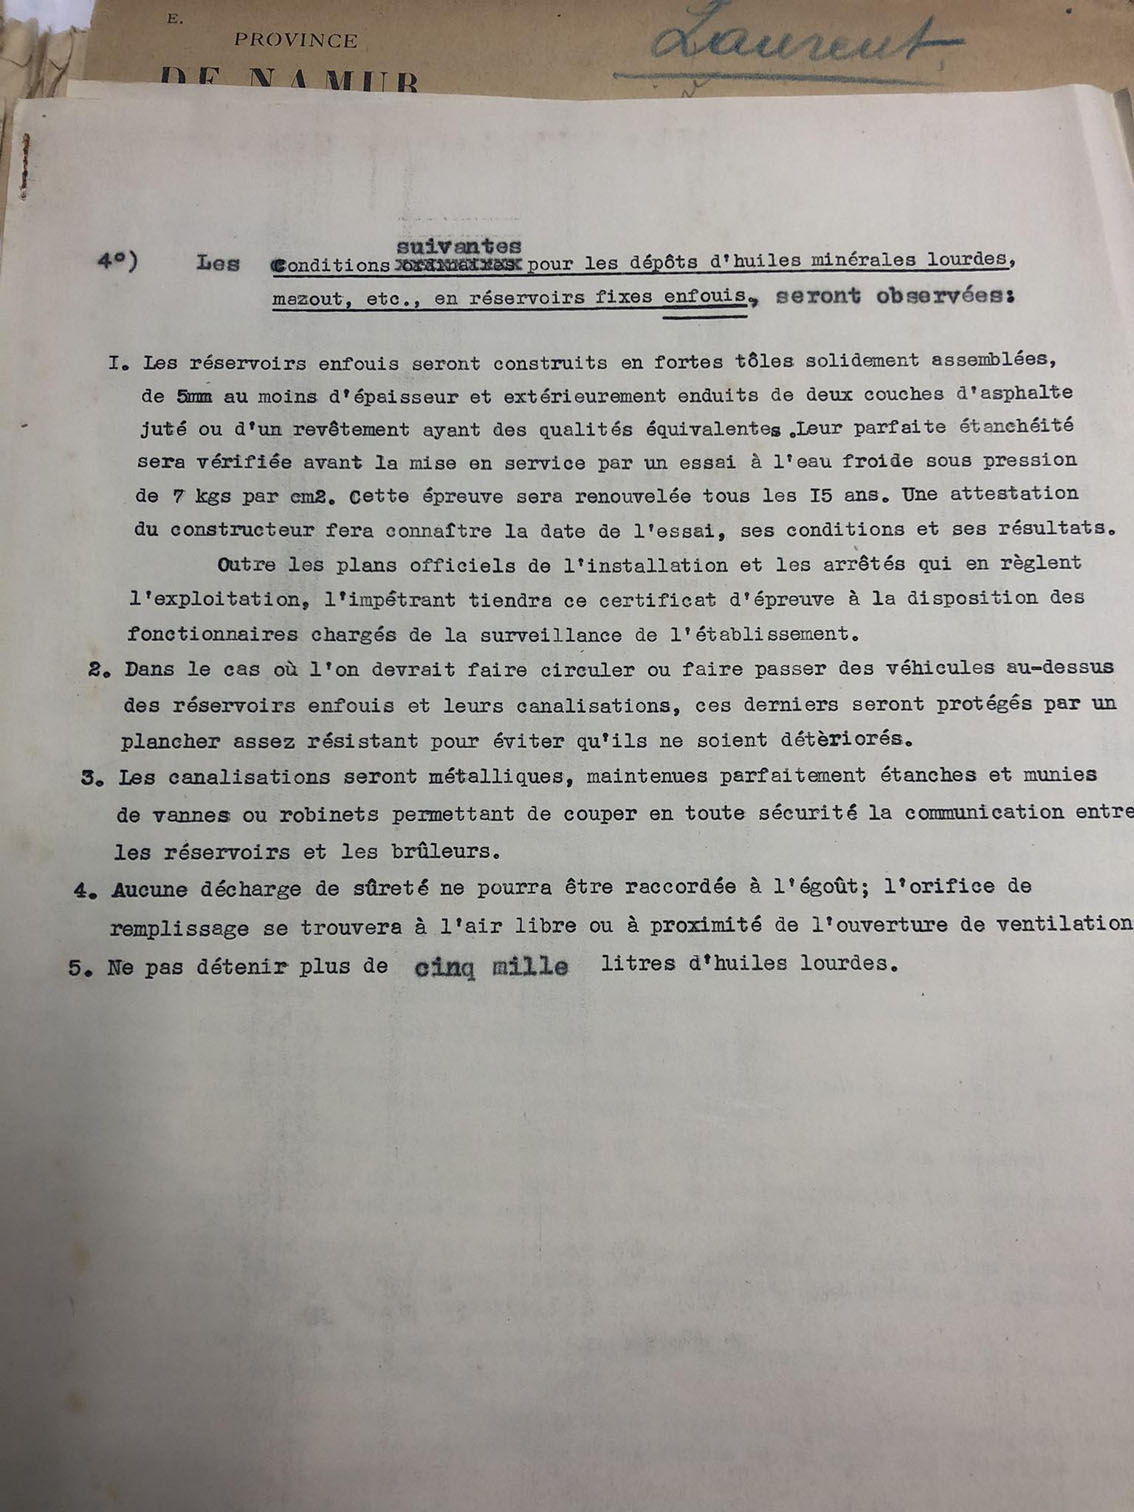 E.
PROVINCE
DE NAMUR
Laurent
suivantes
4º) Les Conditions ordinaires pour les dépôts d'huiles minérales lourdes,
mazout, etc., en réservoirs fixes enfouis, seront observées:
I. Les réservoirs enfouis seront construits en fortes tôles solidement assemblées,
de 5mm au moins d'épaisseur et extérieurement enduits de deux couches d'asphalte
juté ou d'un revêtement ayant des qualités équivalentes .Leur parfaite étanchéité
sera vérifiée avant la mise en service par un essai à l'eau froide sous pression
de 7 kgs par cm2. Cette épreuve sera renouvelée tous les I5 ans. Une attestation
du constructeur fera connaître la date de l'essai, ses conditions et ses résultats.
Outre les plans officiels de l'installation et les arrêtés qui en règlent
l'exploitation, l'impétrant tiendra ce certificat d'épreuve à la disposition des
fonctionnaires chargés de la surveillance de l'établissement.
2. Dans le cas où l'on devrait faire circuler ou faire passer des véhicules au-dessus
des réservoirs enfouis et leurs canalisations, ces derniers seront protégés par un
plancher assez résistant pour éviter qu'ils ne soient détèriorés.
3. Les canalisations seront métalliques, maintenues parfaitement étanches et munies
de vannes ou robinets permettant de couper en toute sécurité la communication entre
les réservoirs et les brûleurs.
4. Aucune décharge de sûreté ne pourra être raccordée à l'égoût; l'orifice de
remplissage se trouvera à l'air libre ou à proximité de l'ouverture de ventilation
5. Ne pas détenir plus de cinq mille litres d'huiles lourdes.